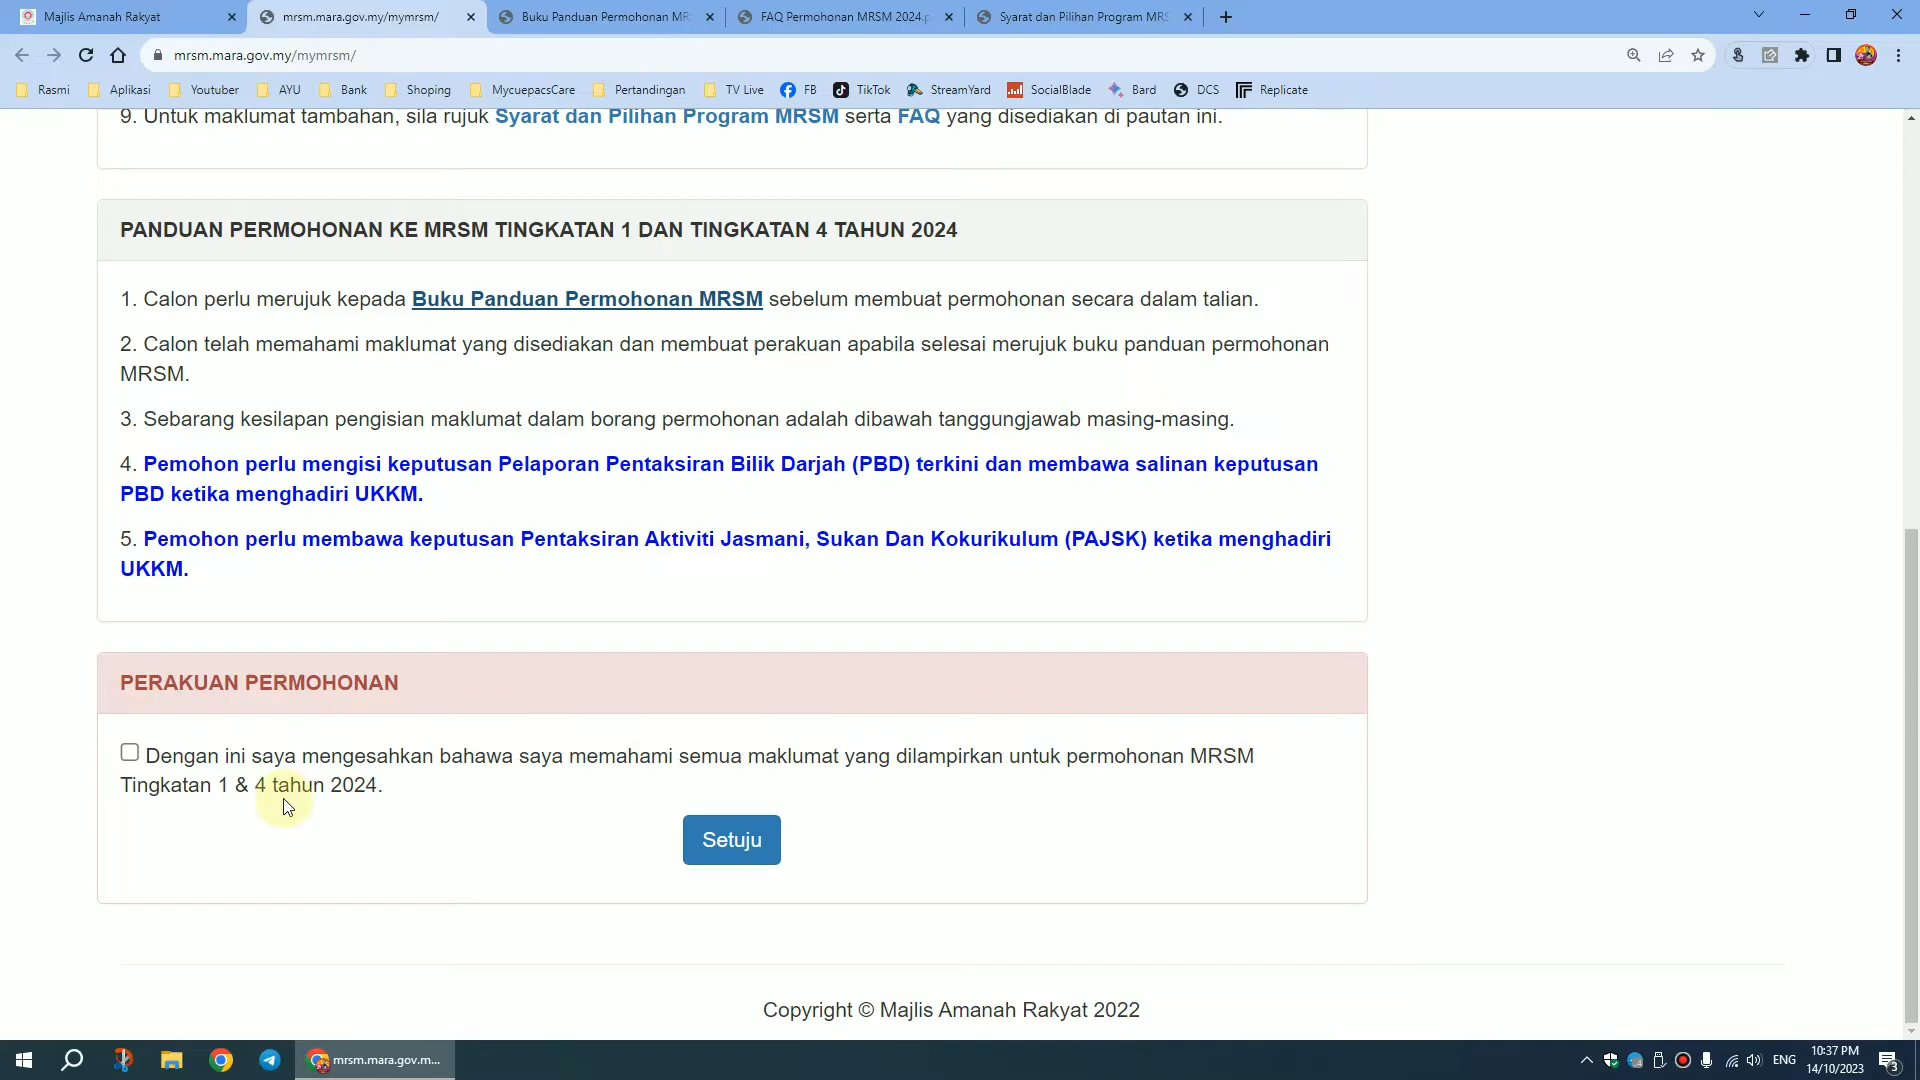 Majlis Amanah Rakyat
mrsm.mara.gov.my/mymrsm/
Buku Panduan Permohonan MR
FAQ Permohonan MRSM 2024.p
Syarat dan Pilihan Program MRS
mrsm.mara.gov.my/mymrsm/
Rasmi Aplikasi Youtuber AYU Bank Shoping MycuepacsCare Pertandingan TV Live FB TikTok StreamYard SocialBlade Bard DCS Replicate
9. Untuk maklumat tambahan, sila rujuk Syarat dan Pilihan Program MRSM serta FAQ yang disediakan di pautan ini.
PANDUAN PERMOHONAN KE MRSM TINGKATAN 1 DAN TINGKATAN 4 TAHUN 2024
1. Calon perlu merujuk kepada Buku Panduan Permohonan MRSM sebelum membuat permohonan secara dalam talian.
2. Calon telah memahami maklumat yang disediakan dan membuat perakuan apabila selesai merujuk buku panduan permohonan
MRSM.
3. Sebarang kesilapan pengisian maklumat dalam borang permohonan adalah dibawah tanggungjawab masing-masing.
4. Pemohon perlu mengisi keputusan Pelaporan Pentaksiran Bilik Darjah (PBD) terkini dan membawa salinan keputusan
PBD ketika menghadiri UKKM.
5. Pemohon perlu membawa keputusan Pentaksiran Aktiviti Jasmani, Sukan Dan Kokurikulum (PAJSK) ketika menghadiri
UKKM.
PERAKUAN PERMOHONAN
Dengan ini saya mengesahkan bahawa saya memahami semua maklumat yang dilampirkan untuk permohonan MRSM
Tingkatan 1 & 4 tahun 2024.
Setuju
Copyright © Majlis Amanah Rakyat 2022
mrsm.mara.gov.m...
ENG
10:37 PM
14/10/2023
3